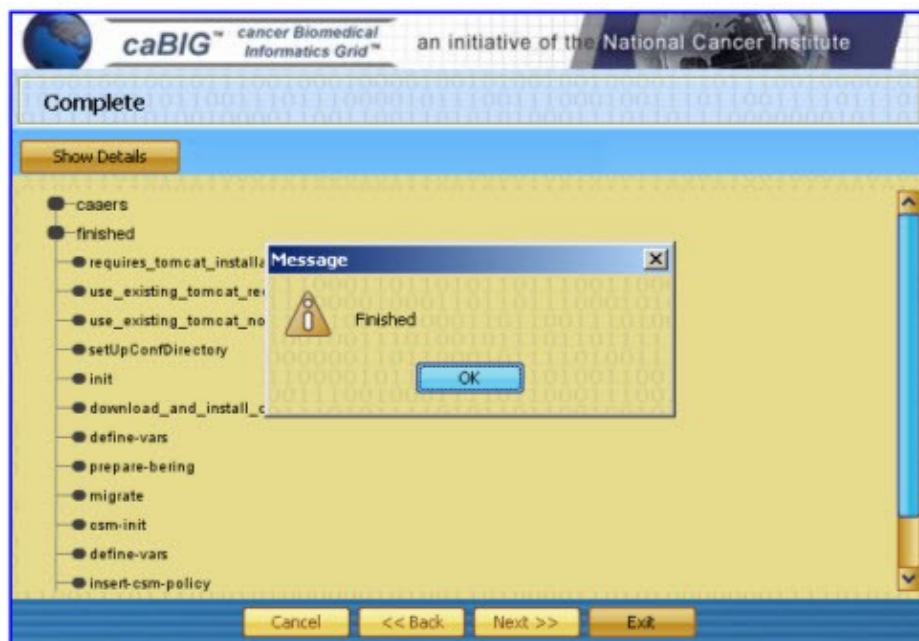 caBIG™ cancer Biomedical Informatics Grid™ an initiative of the National Cancer Institute
Complete
Show Details
caaers
finished
requires_tomcat_installa
use_existing_tomcat_re
use_existing_tomcat_no
setUpConfDirectory
init
download_and_install_c
define-vars
prepare-bering
migrate
csm-init
define-vars
insert-csm-policy
Message
Finished
OK
Cancel
<< Back
Next >>
Exit